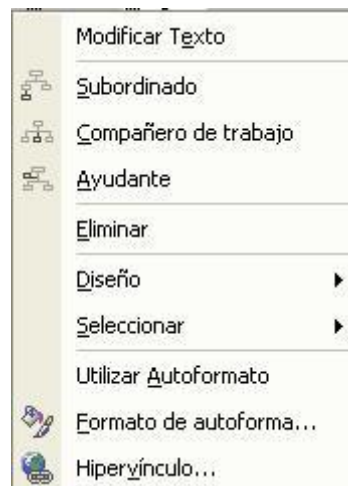 Modificar Texto
Subordinado
Compañero de trabajo
Ayudante
Eliminar
Diseño
Seleccionar
Utilizar Autoformato
Formato de autoforma...
Hipervínculo...